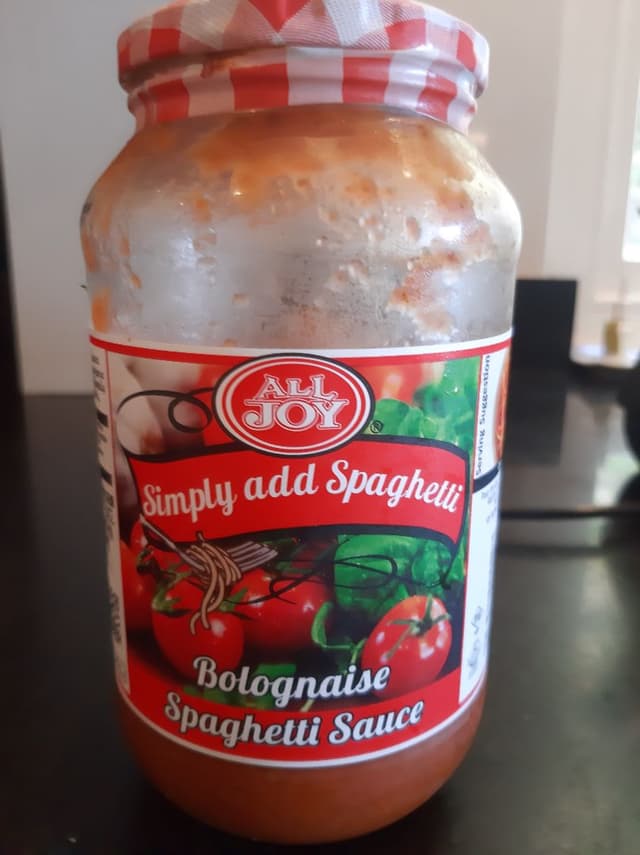 ALL
JOY
®
Simply add Spaghetti
Bolognaise
Spaghetti Sauce
Serving Suggestion